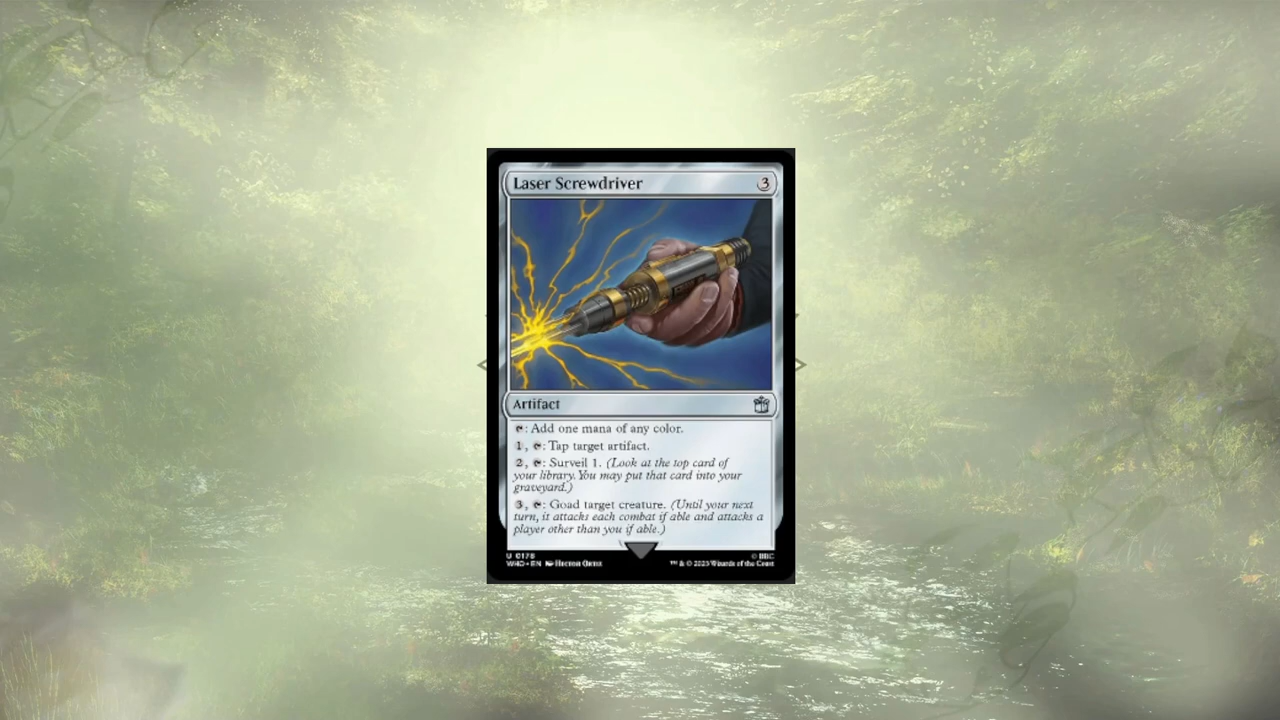 Laser Screwdriver 3
Artifact
: Add one mana of any color.
1, : Tap target artifact.
2, : Surveil 1. (Look at the top card of
your library. You may put that card into your
graveyard.)
3, : Goad target creature. (Until your next
turn, it attacks each combat if able and attacks a
player other than you if able.)
U 0178 © BBC
WHO • EN Hector Ortiz ™ & © 2023 Wizards of the Coast